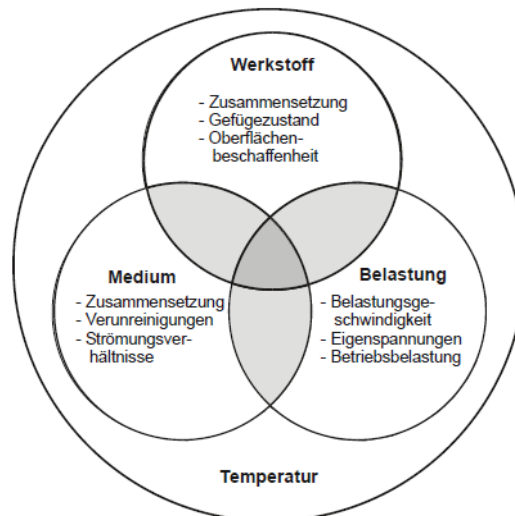 Werkstoff
- Zusammensetzung
- Gefügezustand
- Oberflächen-
beschaffenheit
Medium
- Zusammensetzung
- Verunreinigungen
- Strömungsver-
hältnisse
Belastung
- Belastungsge-
schwindigkeit
- Eigenspannungen
- Betriebsbelastung
Temperatur